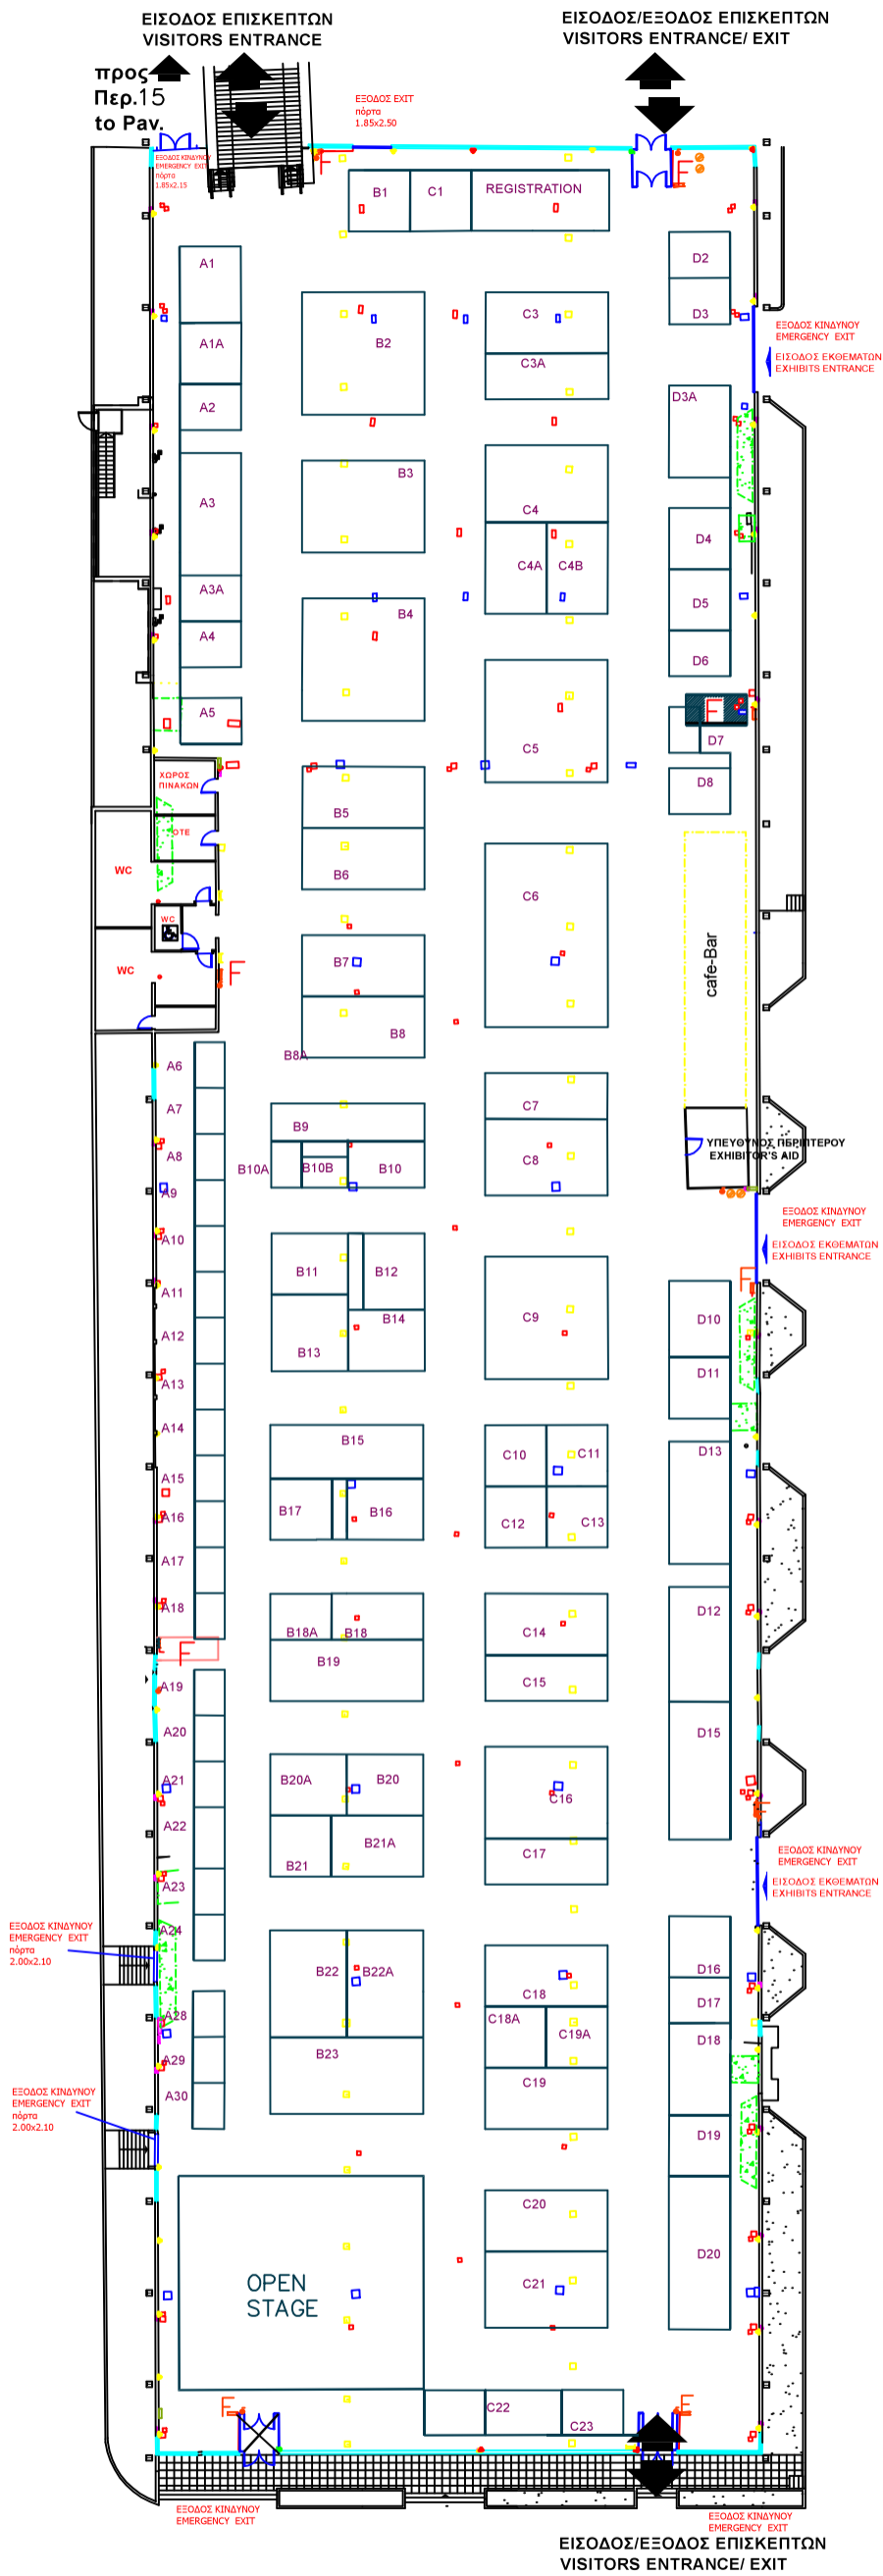 ΕΙΣΟΔΟΣ ΕΠΙΣΚΕΠΤΩΝ
VISITORS ENTRANCE
ΕΙΣΟΔΟΣ/ΕΞΟΔΟΣ ΕΠΙΣΚΕΠΤΩΝ
VISITORS ENTRANCE/ EXIT
προς
Περ.15
to Pav.
ΕΞΟΔΟΣ EXIT
πόρτα
1.85x2.50
ΕΞΟΔΟΣ ΚΙΝΔΥΝΟΥ
EMERGENCY EXIT
πόρτα
1.85x2.15
F
F
B1
C1
REGISTRATION
A1
D2
D3
B2
C3
C3A
ΕΞΟΔΟΣ ΚΙΝΔΥΝΟΥ
EMERGENCY EXIT
ΕΙΣΟΔΟΣ ΕΚΘΕΜΑΤΩΝ
EXHIBITS ENTRANCE
A1A
A2
D3A
B3
A3
C4
D4
C4A
C4B
A3A
B4
D5
A4
D6
A5
C5
F
D7
D8
ΧΩΡΟΣ
ΠΙΝΑΚΩΝ
B5
OTE
WC
B6
C6
WC
cafe-Bar
WC
F
B7
B8
B8A
A6
A7
C7
B9
A8
B10A
B10B
B10
C8
ΥΠΕΥΘΥΝΟΣ ΠΕΡΙΠΤΕΡΟΥ
EXHIBITOR'S AID
A9
A10
ΕΞΟΔΟΣ ΚΙΝΔΥΝΟΥ
EMERGENCY EXIT
ΕΙΣΟΔΟΣ ΕΚΘΕΜΑΤΩΝ
EXHIBITS ENTRANCE
B11
B12
F
A11
B14
C9
D10
A12
B13
D11
A13
A14
B15
C10
C11
D13
A15
B17
B16
A16
C12
C13
A17
A18
B18A
B18
C14
D12
F
B19
A19
C15
A20
A21
B20A
B20
C16
D15
F
A22
B21
B21A
C17
ΕΞΟΔΟΣ ΚΙΝΔΥΝΟΥ
EMERGENCY EXIT
ΕΙΣΟΔΟΣ ΕΚΘΕΜΑΤΩΝ
EXHIBITS ENTRANCE
A23
A24
ΕΞΟΔΟΣ ΚΙΝΔΥΝΟΥ
EMERGENCY EXIT
πόρτα
2.00x2.10
B22
B22A
D16
C18
D17
A28
C18A
C19A
D18
A29
B23
C19
A30
ΕΞΟΔΟΣ ΚΙΝΔΥΝΟΥ
EMERGENCY EXIT
πόρτα
2.00x2.10
D19
C20
D20
OPEN
STAGE
C21
F
C22
C23
F
ΕΞΟΔΟΣ ΚΙΝΔΥΝΟΥ
EMERGENCY EXIT
ΕΞΟΔΟΣ ΚΙΝΔΥΝΟΥ
EMERGENCY EXIT
ΕΙΣΟΔΟΣ/ΕΞΟΔΟΣ ΕΠΙΣΚΕΠΤΩΝ
VISITORS ENTRANCE/ EXIT